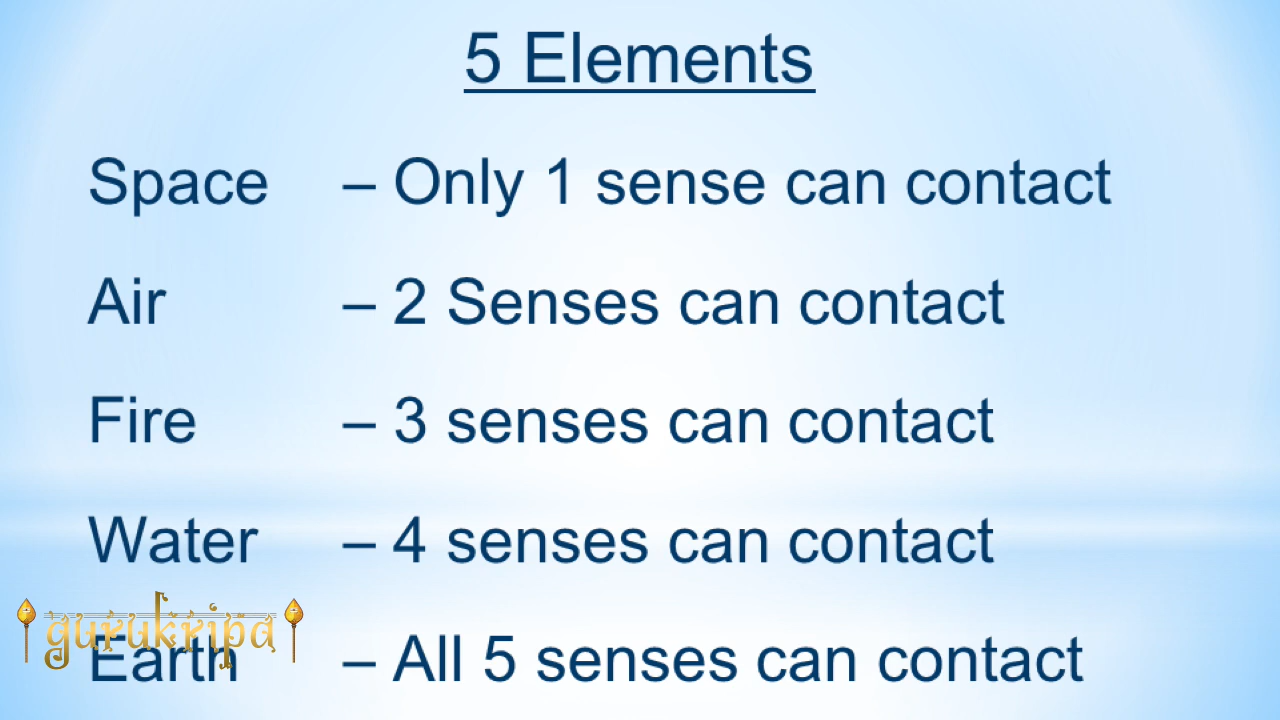 5 Elements
Space – Only 1 sense can contact
Air – 2 Senses can contact
Fire – 3 senses can contact
Water – 4 senses can contact
gurukripa
Earth – All 5 senses can contact